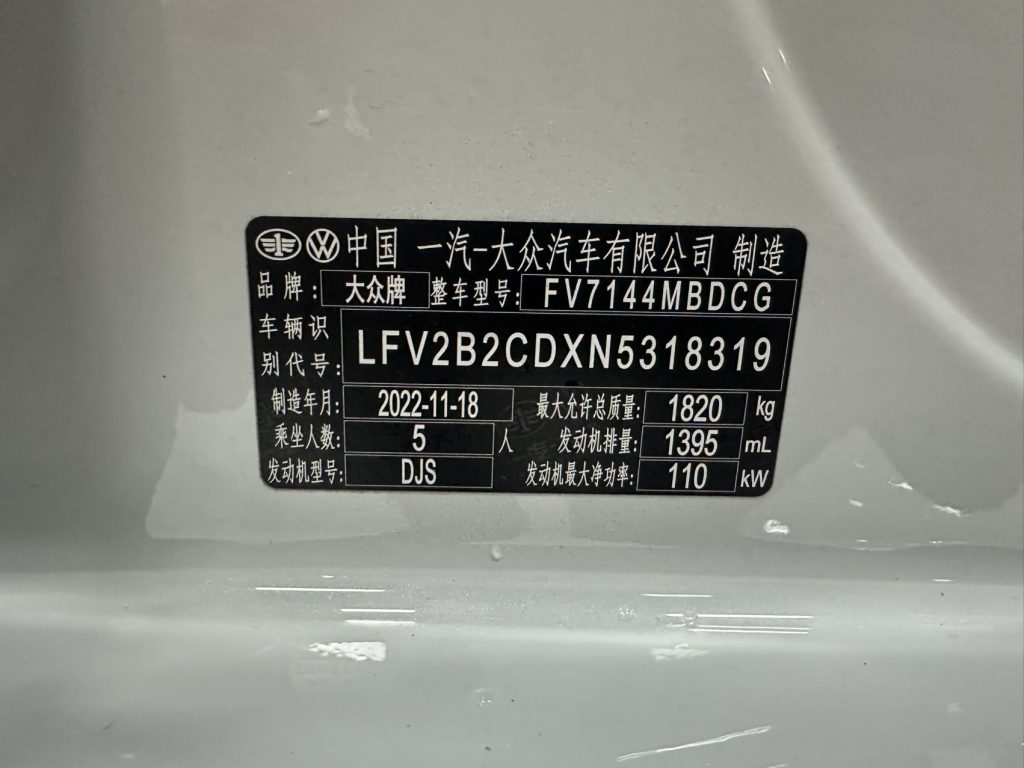 中国 一汽-大众汽车有限公司 制造
品牌: 大众牌 整车型号: FV7144MBDCG
车辆识别代号: LFV2B2CDXN5318319
制造年月: 2022-11-18 最大允许总质量: 1820 kg
乘坐人数: 5 人 发动机排量: 1395 mL
发动机型号: DJS 发动机最大净功率: 110 kW